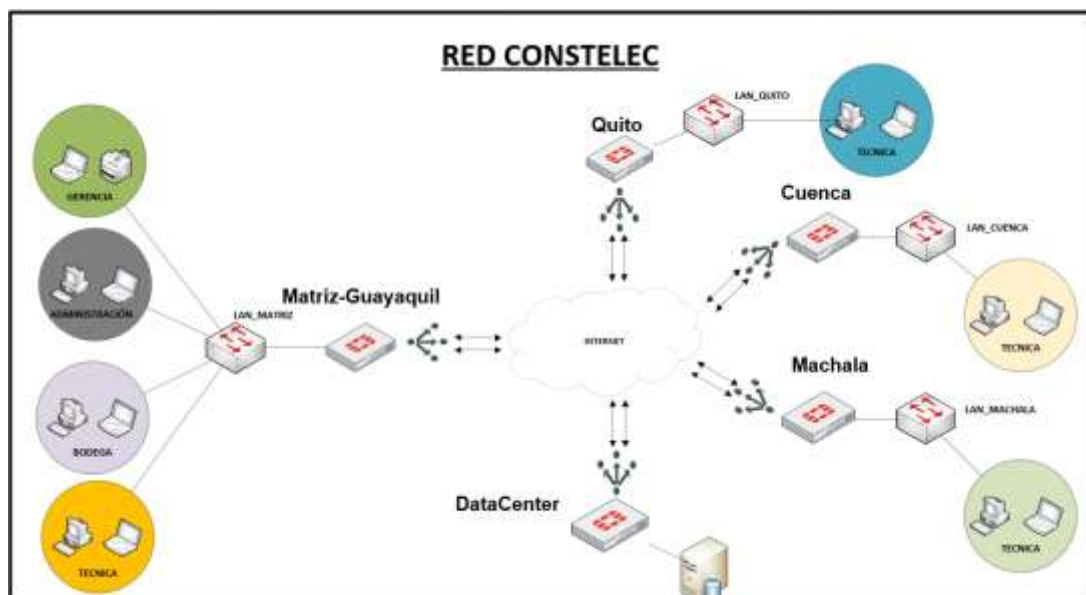 RED CONSTELEC
LAN_QUITO
Quito
TECNICA
GERENCIA
Cuenca
LAN_CUENCA
ADMINISTRACIÓN
Matriz-Guayaquil
LAN_MATRIZ
INTERNET
TECNICA
Machala
LAN_MACHALA
BODEGA
DataCenter
TECNICA
TECNICA